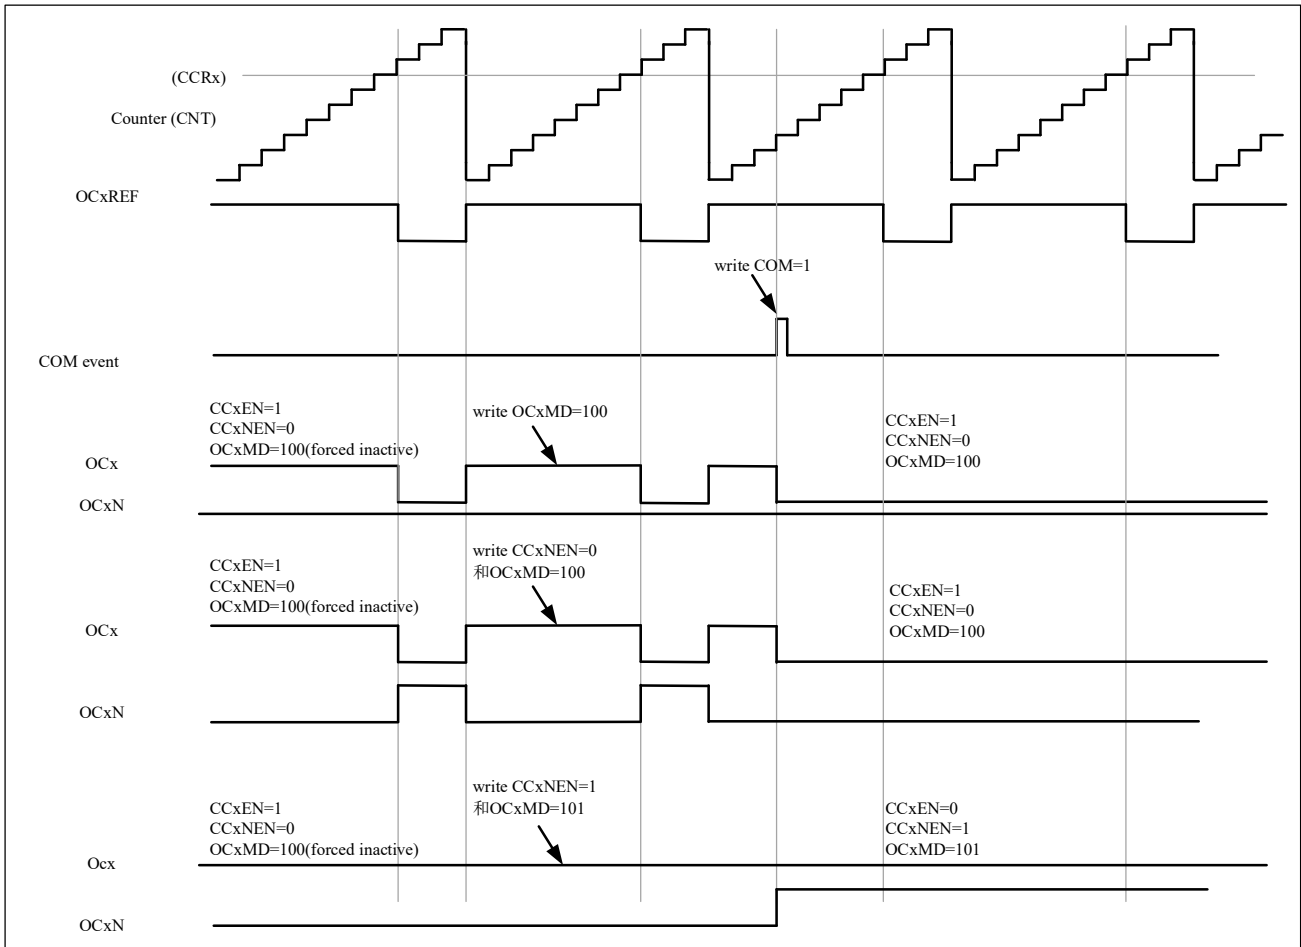 (CCRx)
Counter (CNT)
OCxREF
write COM=1
COM event
CCxEN=1
CCxNEN=0
OCxMD=100(forced inactive)
write OCxMD=100
CCxEN=1
CCxNEN=0
OCxMD=100
OCx
OCxN
CCxEN=1
CCxNEN=0
OCxMD=100(forced inactive)
write CCxNEN=0
和OCxMD=100
CCxEN=1
CCxNEN=0
OCxMD=100
OCx
OCxN
CCxEN=1
CCxNEN=0
OCxMD=100(forced inactive)
write CCxNEN=1
和OCxMD=101
CCxEN=0
CCxNEN=1
OCxMD=101
Ocx
OCxN